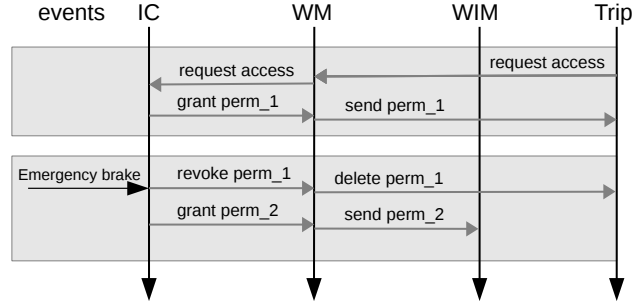 events IC WM WIM Trip
request access
request access
grant perm_1 send perm_1
Emergency brake revoke perm_1 delete perm_1
grant perm_2 send perm_2